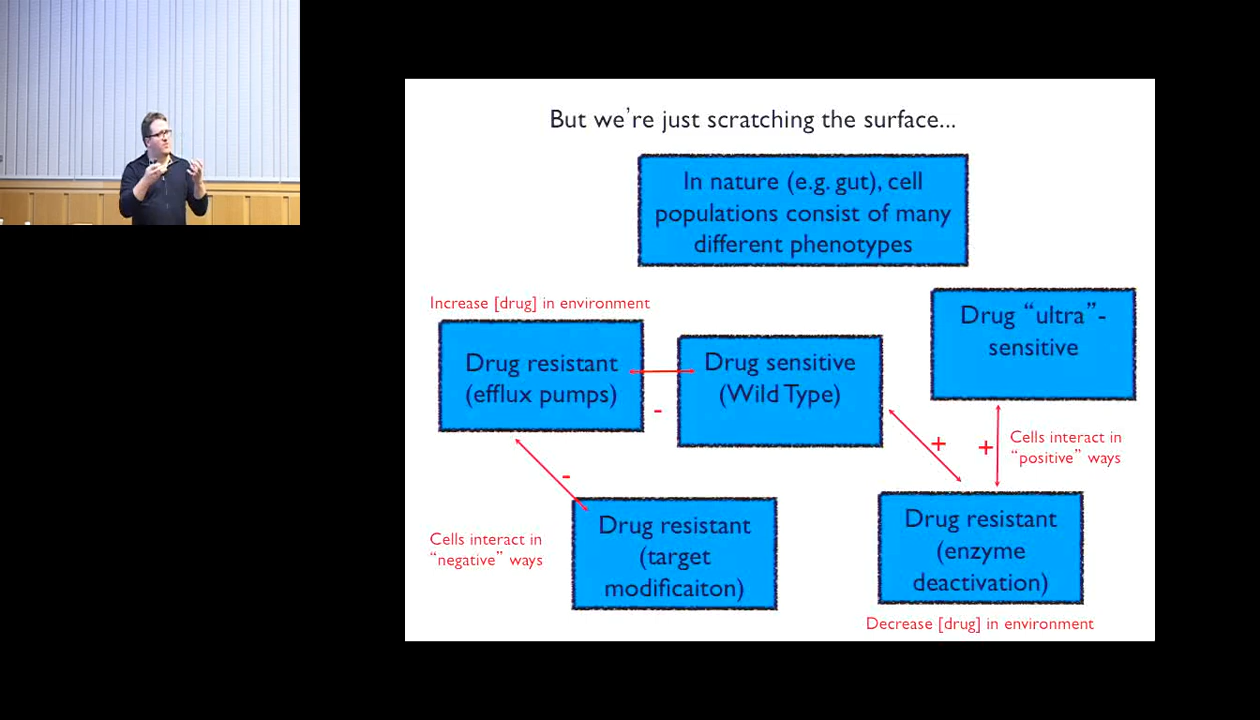 But we're just scratching the surface...
In nature (e.g. gut), cell
populations consist of many
different phenotypes
Increase [drug] in environment
Drug resistant
(efflux pumps)
-
Drug sensitive
(Wild Type)
Drug “ultra”-
sensitive
+
+
Cells interact in
“positive” ways
-
Cells interact in
“negative” ways
Drug resistant
(target
modificaiton)
Drug resistant
(enzyme
deactivation)
Decrease [drug] in environment